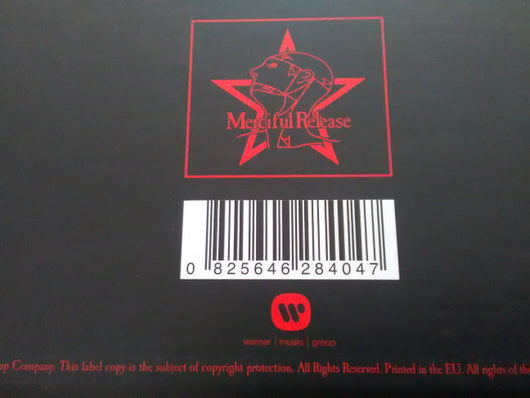 Merciful Release
0 825646 284047
warner | music | group
up Company. This label copy is the subject of copyright protection. All Rights Reserved. Printed in the EU. All rights of the